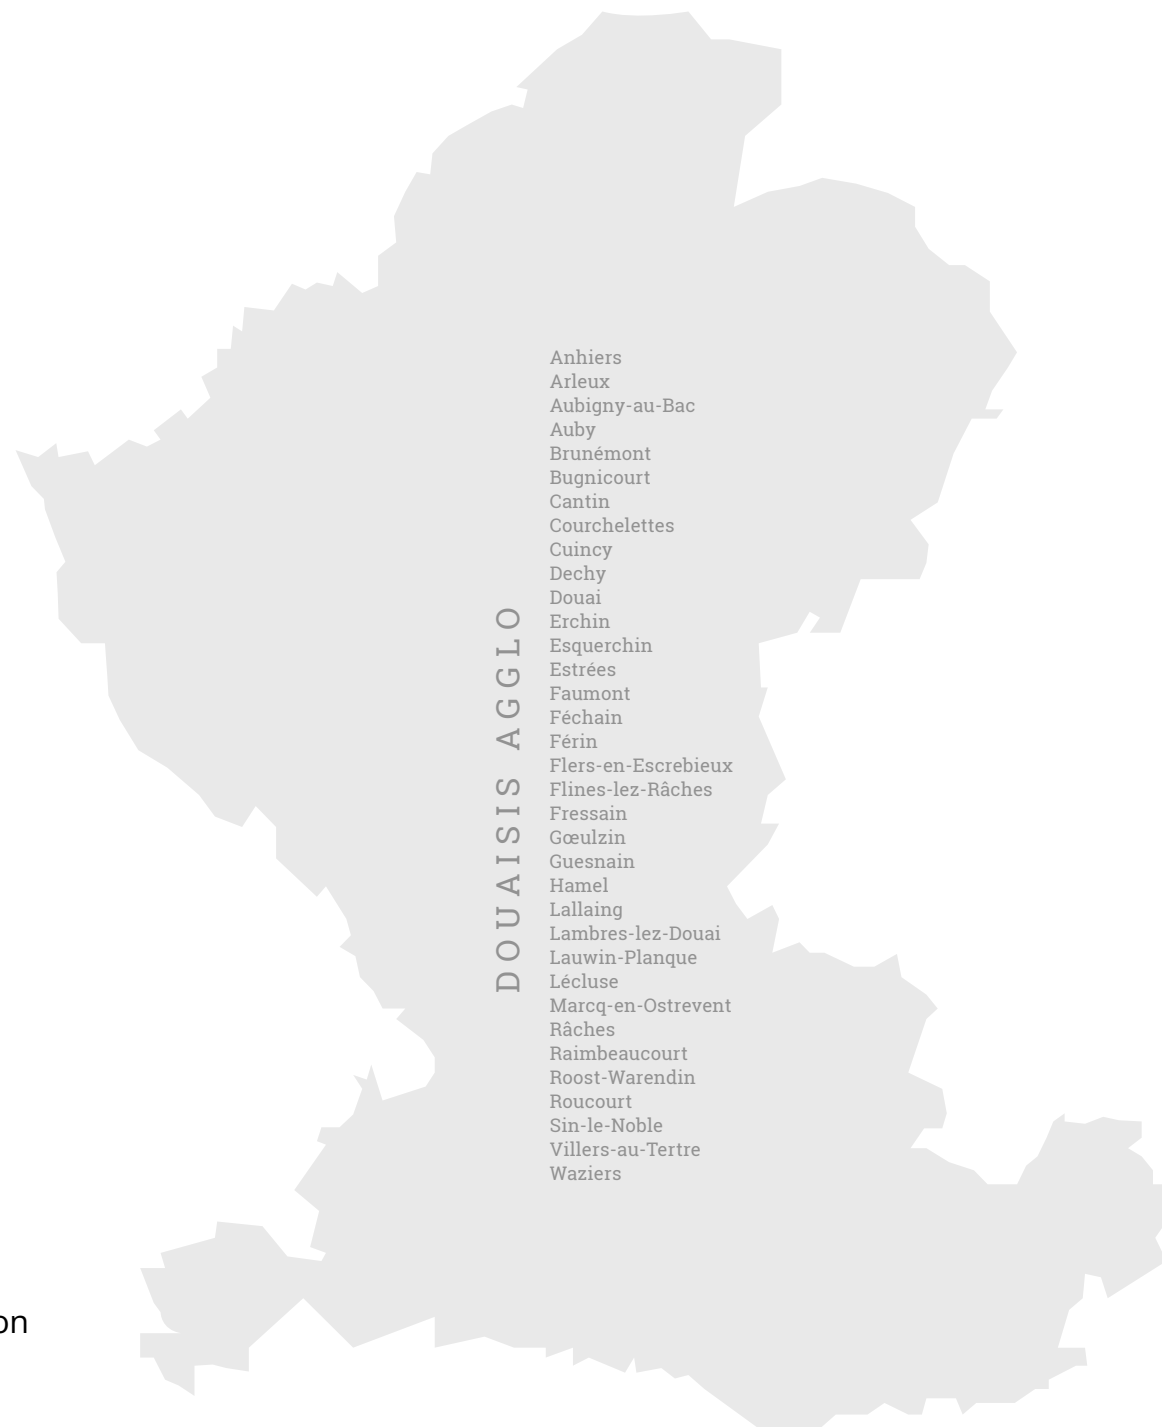 DOUAISIS AGGLO
Anhiers
Arleux
Aubigny-au-Bac
Auby
Brunémont
Bugnicourt
Cantin
Courchelettes
Cuincy
Dechy
Douai
Erchin
Esquerchin
Estrées
Faumont
Féchain
Férin
Flers-en-Escrebieux
Flines-lez-Râches
Fressain
Gœulzin
Guesnain
Hamel
Lallaing
Lambres-lez-Douai
Lauwin-Planque
Lécluse
Marcq-en-Ostrevent
Râches
Raimbeaucourt
Roost-Warendin
Roucourt
Sin-le-Noble
Villers-au-Tertre
Waziers
on